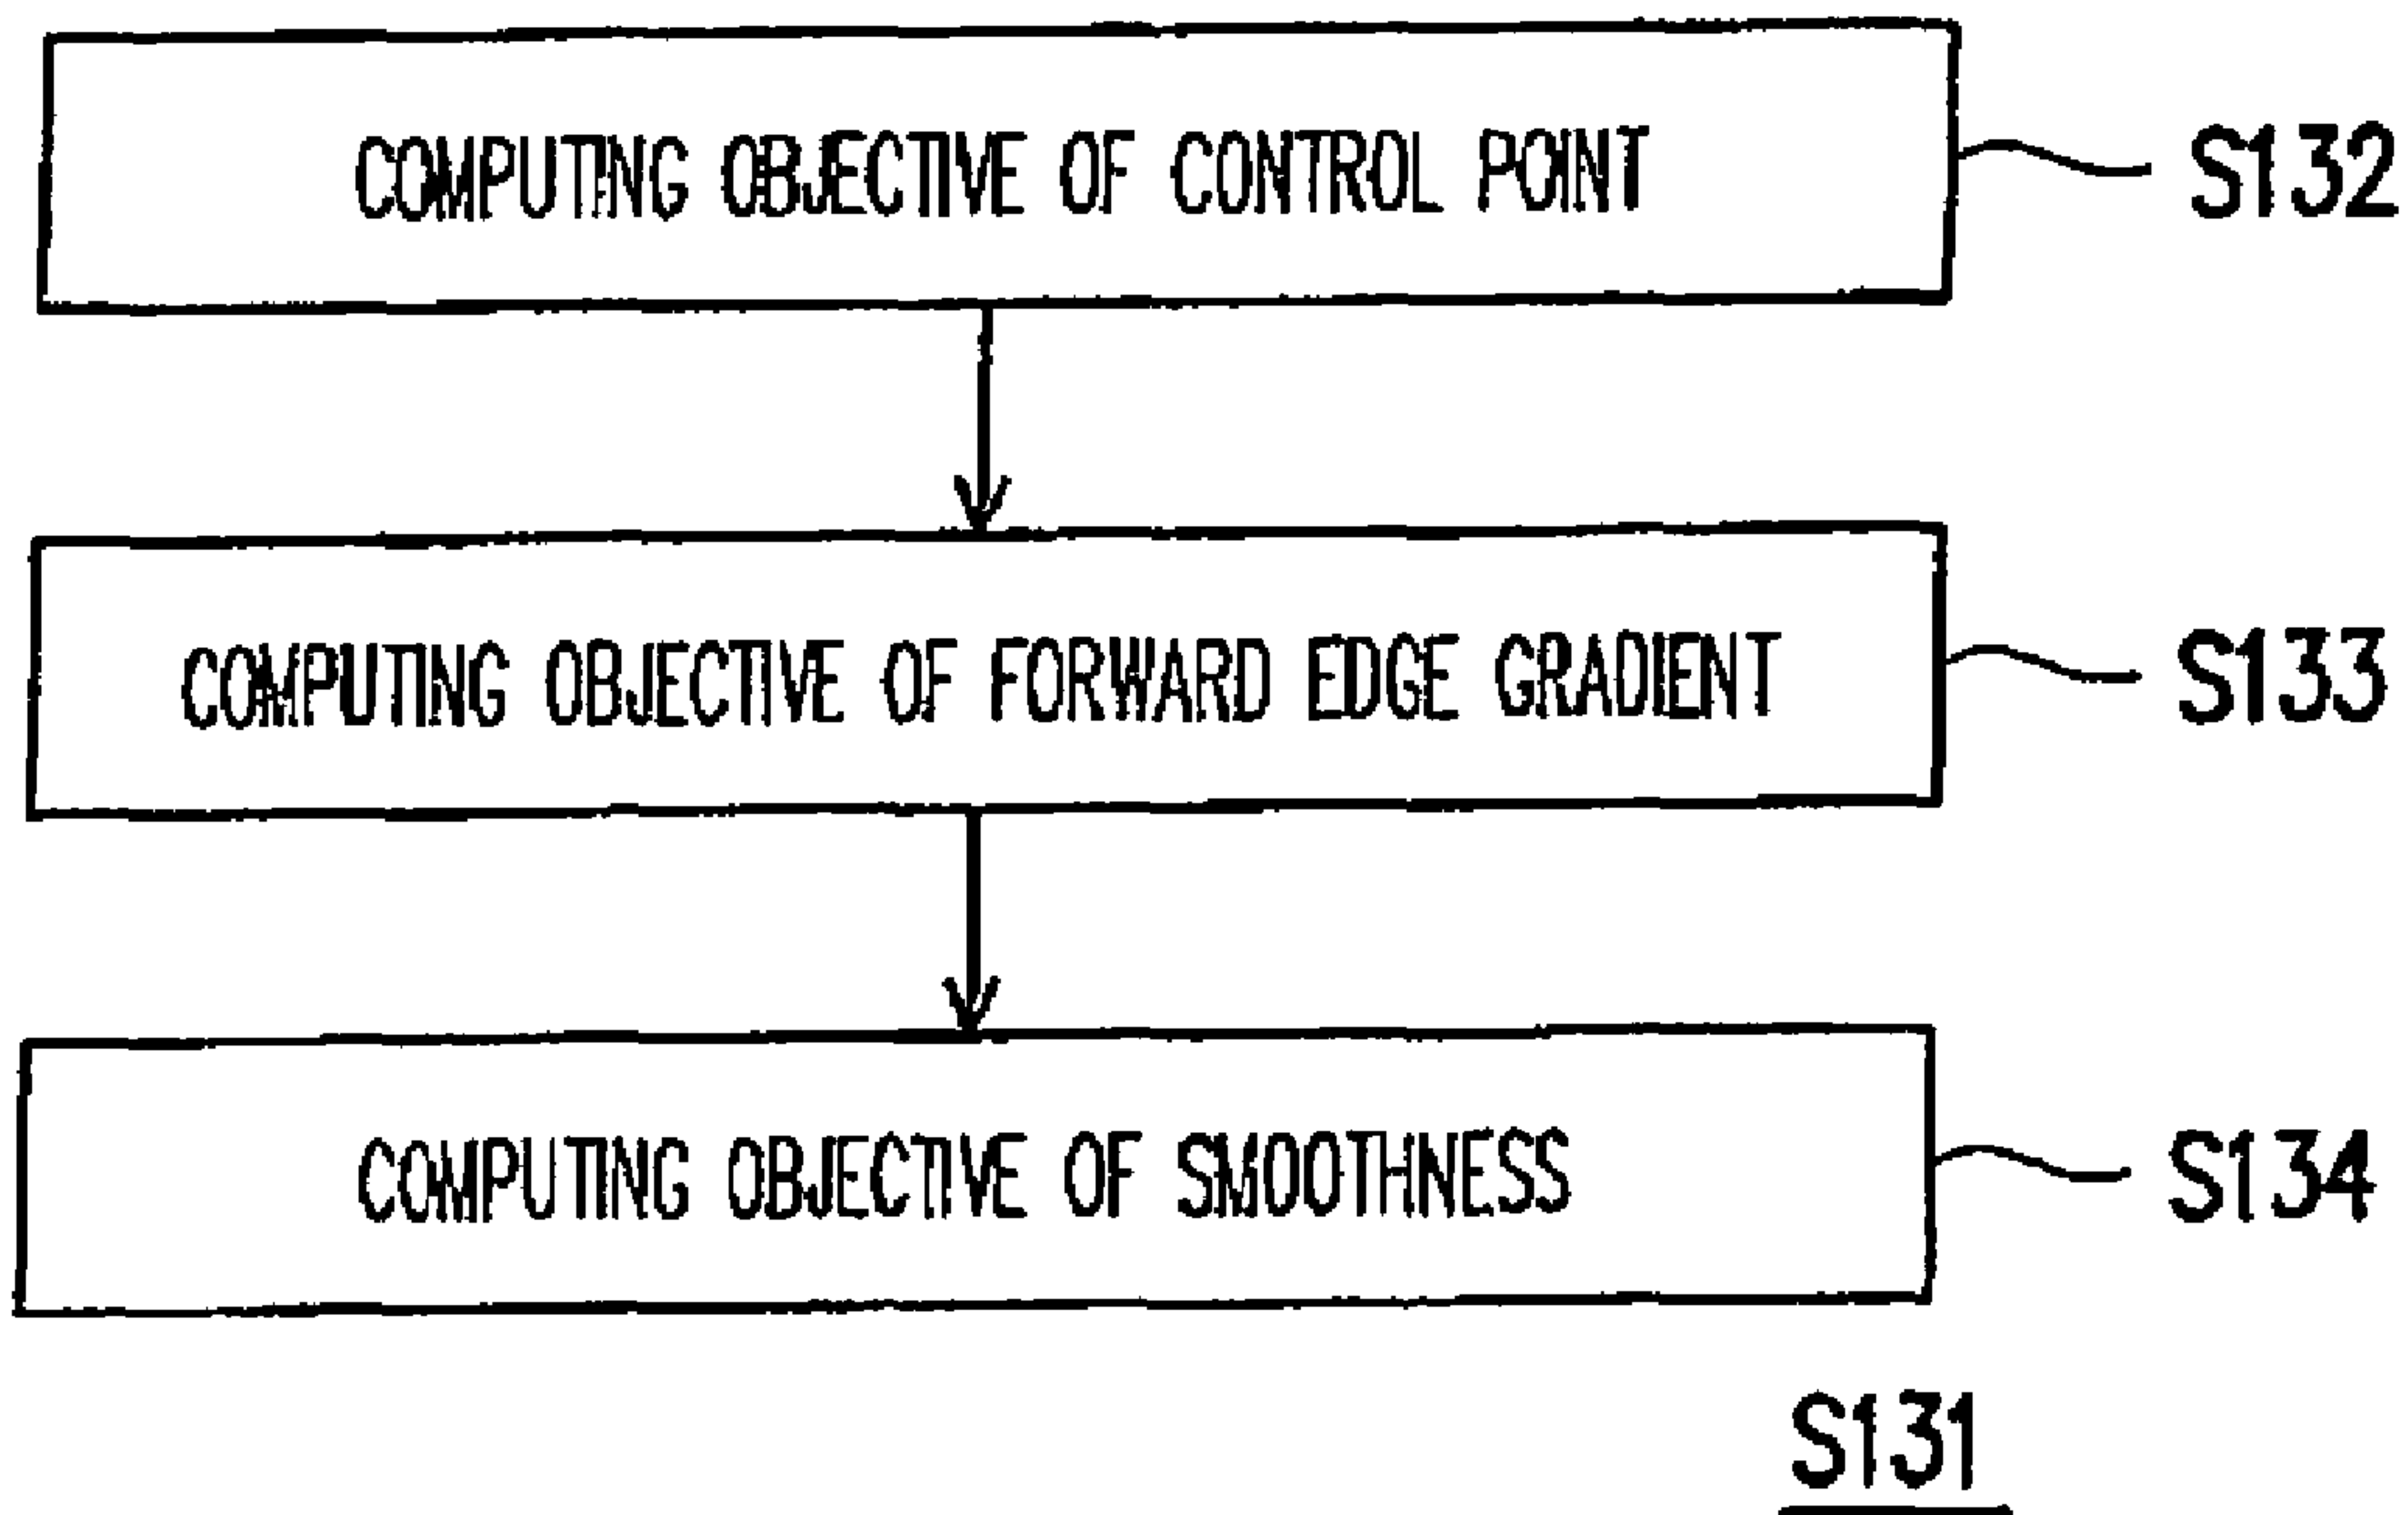 COMPUTING OBJECTIVE OF CONTROL POINT S132
COMPUTING OBJECTIVE OF FORWARD EDGE GRADIENT S133
COMPUTING OBJECTIVE OF SMOOTHNESS S134
S131